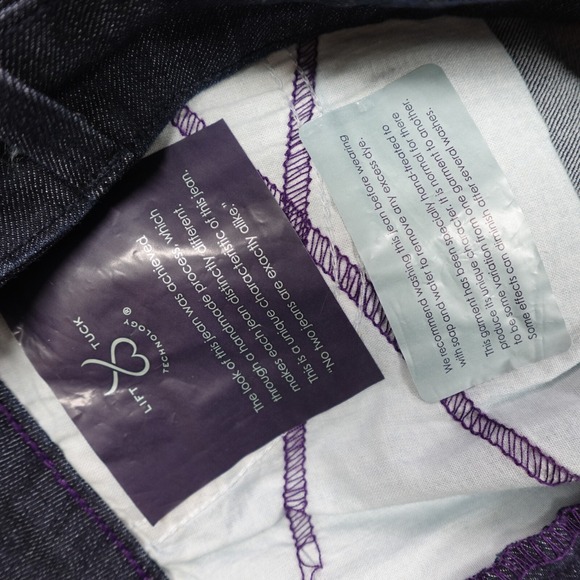 LIFT TUCK
TECHNOLOGY®
The look of this jean was achieved
through a handmade process, which
makes each jean distinctly different.
This is a unique characteristic of this jean.
"No two jeans are exactly alike."
We recommend washing this jean before wearing
with soap and water to remove any excess dye.
This garment has been specially hand-treated to
produce its unique character. It is normal for there
to be some variation from one garment to another.
Some effects can diminish after several washes.